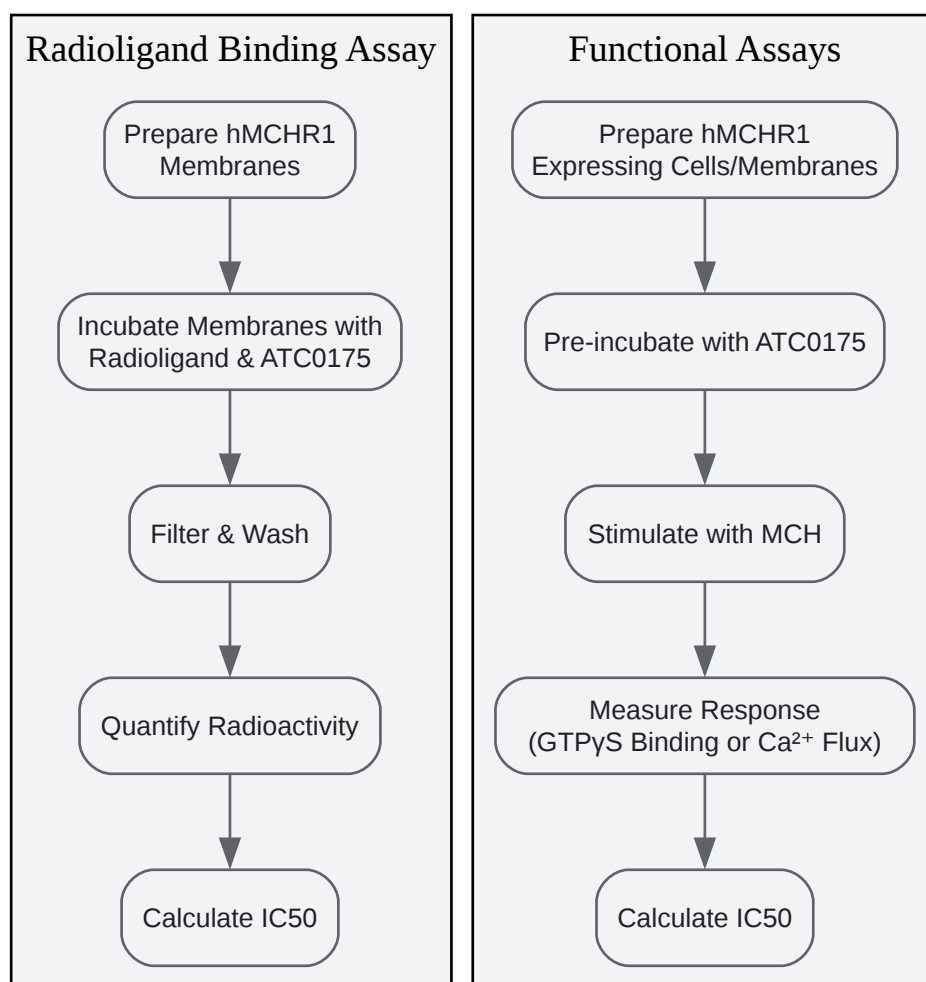 Radioligand Binding Assay
Prepare hMCHR1
Membranes
Incubate Membranes with
Radioligand & ATC0175
Filter & Wash
Quantify Radioactivity
Calculate IC50
Functional Assays
Prepare hMCHR1
Expressing Cells/Membranes
Pre-incubate with ATC0175
Stimulate with MCH
Measure Response
(GTPγS Binding or Ca²⁺ Flux)
Calculate IC50